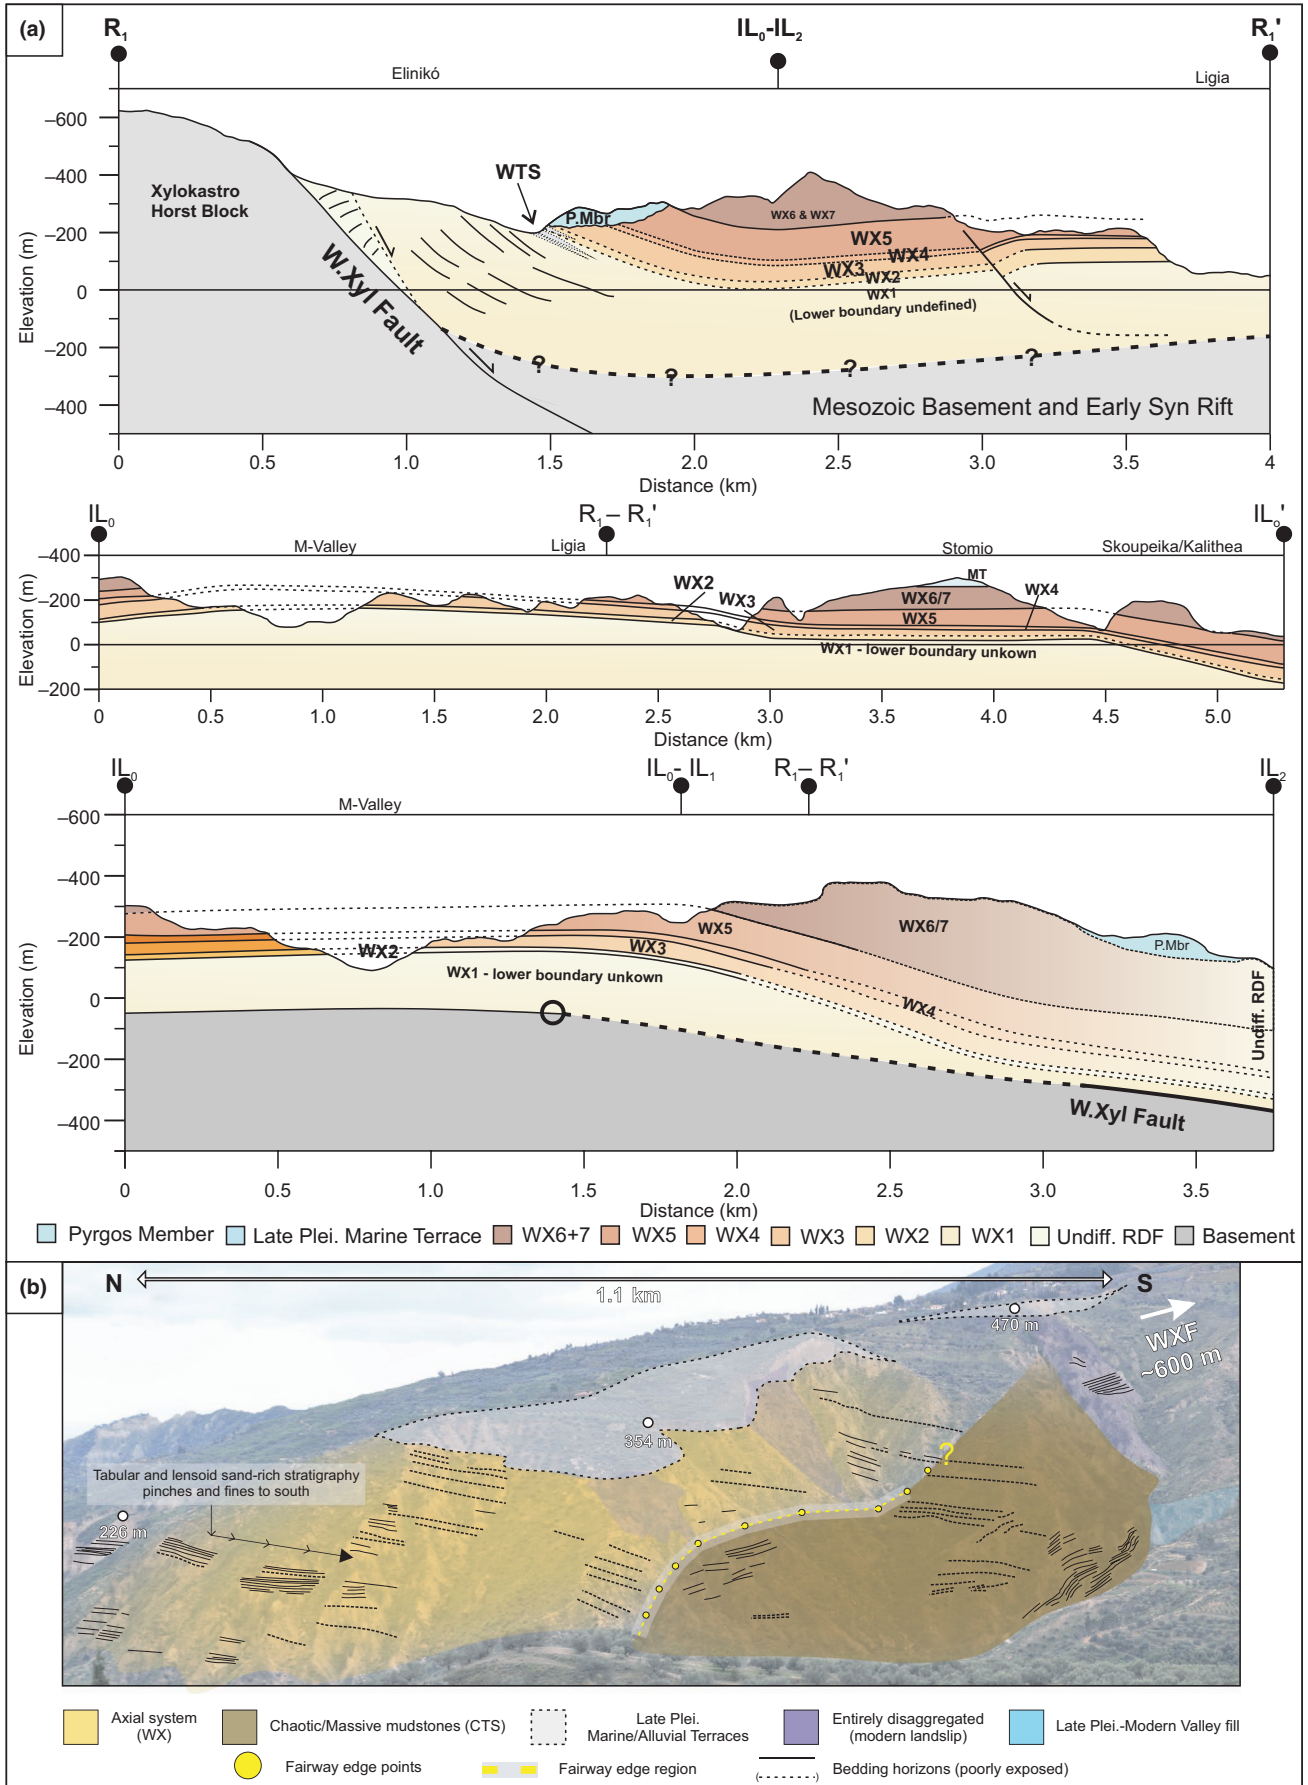 (a)
R₁
IL₀-IL₂
R₁'
Elinikó
Ligia
–600
–400
–200
0
–200
–400
Elevation (m)
Xylokastro
Horst Block
WTS
P.Mbr
WX6 & WX7
WX5
WX4
WX3
WX2
WX1
(Lower boundary undefined)
W.Xyl Fault
?
?
?
?
Mesozoic Basement and Early Syn Rift
0
0.5
1.0
1.5
2.0
2.5
3.0
3.5
4
Distance (km)
IL₀
R₁– R₁'
ILₒ'
M-Valley
Ligia
Stomio
Skoupeika/Kalithea
–400
–200
0
–200
Elevation (m)
WX2
WX3
MT
WX4
WX6/7
WX5
WX1 - lower boundary unkown
0
0.5
1.0
1.5
2.0
2.5
3.0
3.5
4.0
4.5
5.0
Distance (km)
IL₀
IL₀- IL₁
R₁– R₁'
IL₂
M-Valley
–600
–400
–200
0
–200
–400
Elevation (m)
WX2
WX5
WX3
WX6/7
P.Mbr
WX1 - lower boundary unkown
WX4
Undiff. RDF
W.Xyl Fault
0
0.5
1.0
1.5
2.0
2.5
3.0
3.5
Distance (km)
Pyrgos Member
Late Plei. Marine Terrace
WX6+7
WX5
WX4
WX3
WX2
WX1
Undiff. RDF
Basement
(b)
N
S
1.1 km
470 m
WXF
~600 m
354 m
?
Tabular and lensoid sand-rich stratigraphy
pinches and fines to south
226 m
Axial system
(WX)
Chaotic/Massive mudstones (CTS)
Late Plei.
Marine/Alluvial Terraces
Entirely disaggregated
(modern landslip)
Late Plei.-Modern Valley fill
Fairway edge points
Fairway edge region
Bedding horizons (poorly exposed)